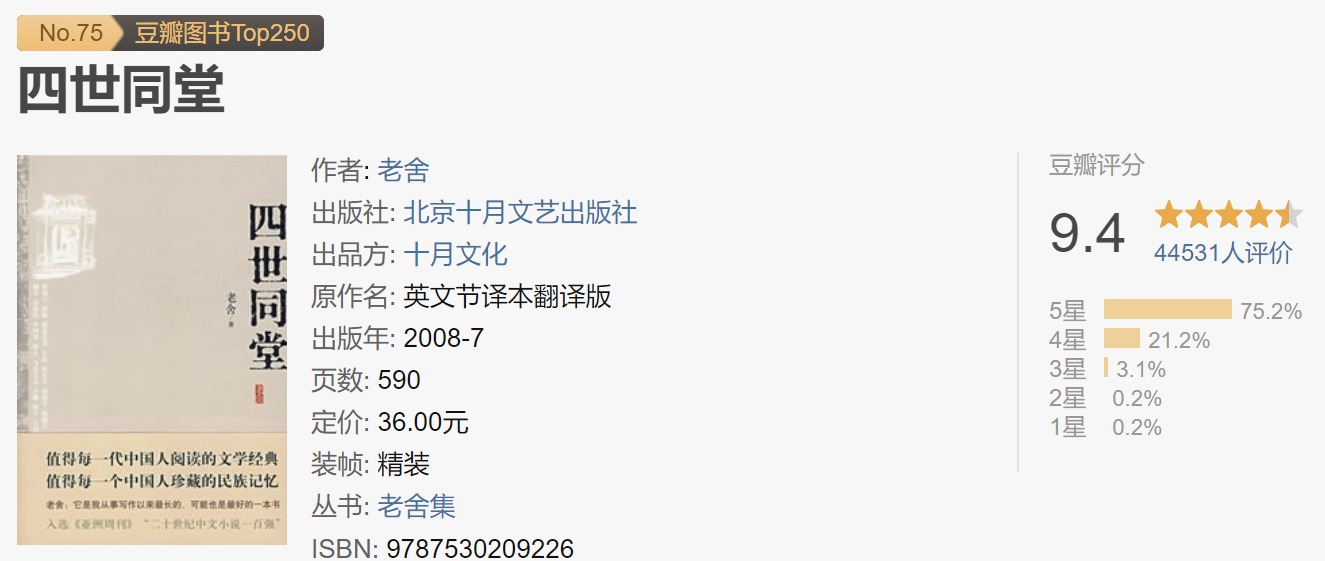 No.75 豆瓣图书Top250
四世同堂
四世同堂
老舍 著
值得每一代中国人阅读的文学经典
值得每一个中国人珍藏的民族记忆
老舍：它是我从事写作以来最长的，可能也是最好的一本书
入选《亚洲周刊》“二十世纪中文小说一百强”
作者: 老舍
出版社: 北京十月文艺出版社
出品方: 十月文化
原作名: 英文节译本翻译版
出版年: 2008-7
页数: 590
定价: 36.00元
装帧: 精装
丛书: 老舍集
ISBN: 9787530209226
豆瓣评分
9.4
44531人评价
5星 75.2%
4星 21.2%
3星 3.1%
2星 0.2%
1星 0.2%